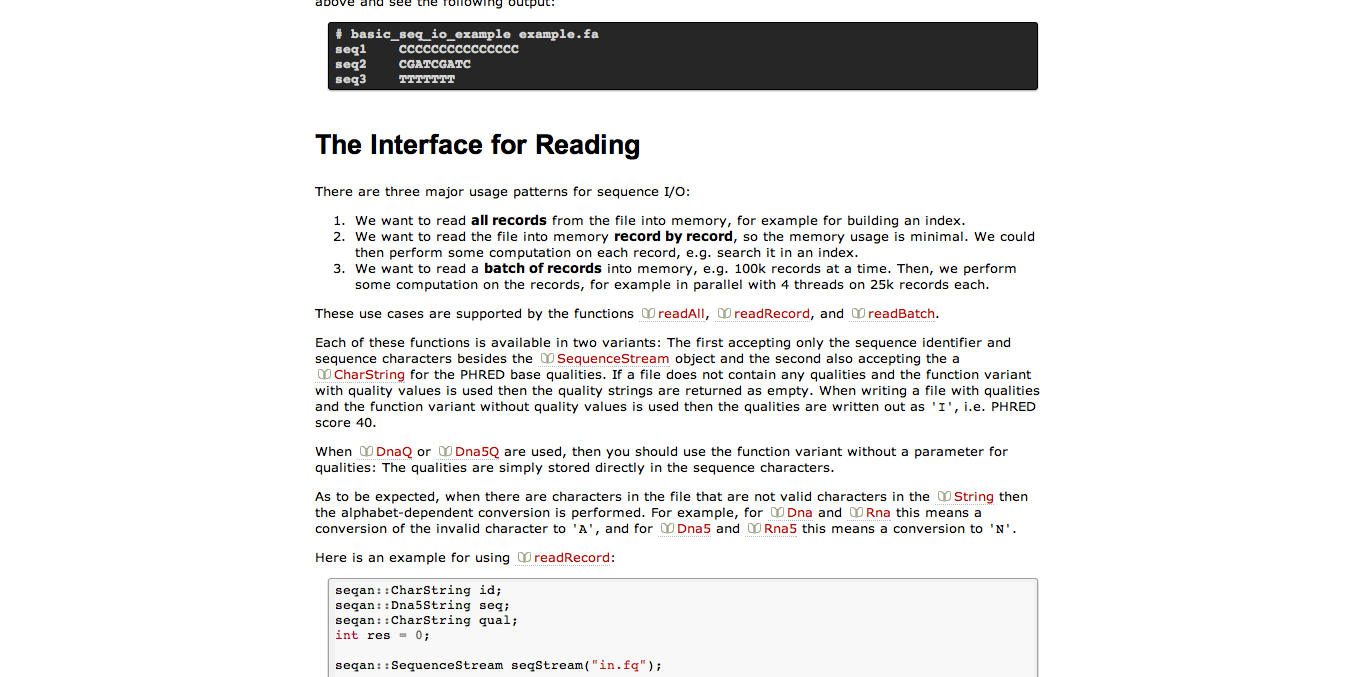 above and see the following output:
# basic_seq_io_example example.fa
seq1    CCCCCCCCCCCCCCC
seq2    CGATCGATC
seq3    TTTTTTT
The Interface for Reading
There are three major usage patterns for sequence I/O:
1. We want to read all records from the file into memory, for example for building an index.
2. We want to read the file into memory record by record, so the memory usage is minimal. We could
then perform some computation on each record, e.g. search it in an index.
3. We want to read a batch of records into memory, e.g. 100k records at a time. Then, we perform
some computation on the records, for example in parallel with 4 threads on 25k records each.
These use cases are supported by the functions readAll, readRecord, and readBatch.
Each of these functions is available in two variants: The first accepting only the sequence identifier and
sequence characters besides the SequenceStream object and the second also accepting the a
CharString for the PHRED base qualities. If a file does not contain any qualities and the function variant
with quality values is used then the quality strings are returned as empty. When writing a file with qualities
and the function variant without quality values is used then the qualities are written out as 'I', i.e. PHRED
score 40.
When DnaQ or Dna5Q are used, then you should use the function variant without a parameter for
qualities: The qualities are simply stored directly in the sequence characters.
As to be expected, when there are characters in the file that are not valid characters in the String then
the alphabet-dependent conversion is performed. For example, for Dna and Rna this means a
conversion of the invalid character to 'A', and for Dna5 and Rna5 this means a conversion to 'N'.
Here is an example for using readRecord:
seqan::CharString id;
seqan::Dna5String seq;
seqan::CharString qual;
int res = 0;
seqan::SequenceStream seqStream("in.fq");